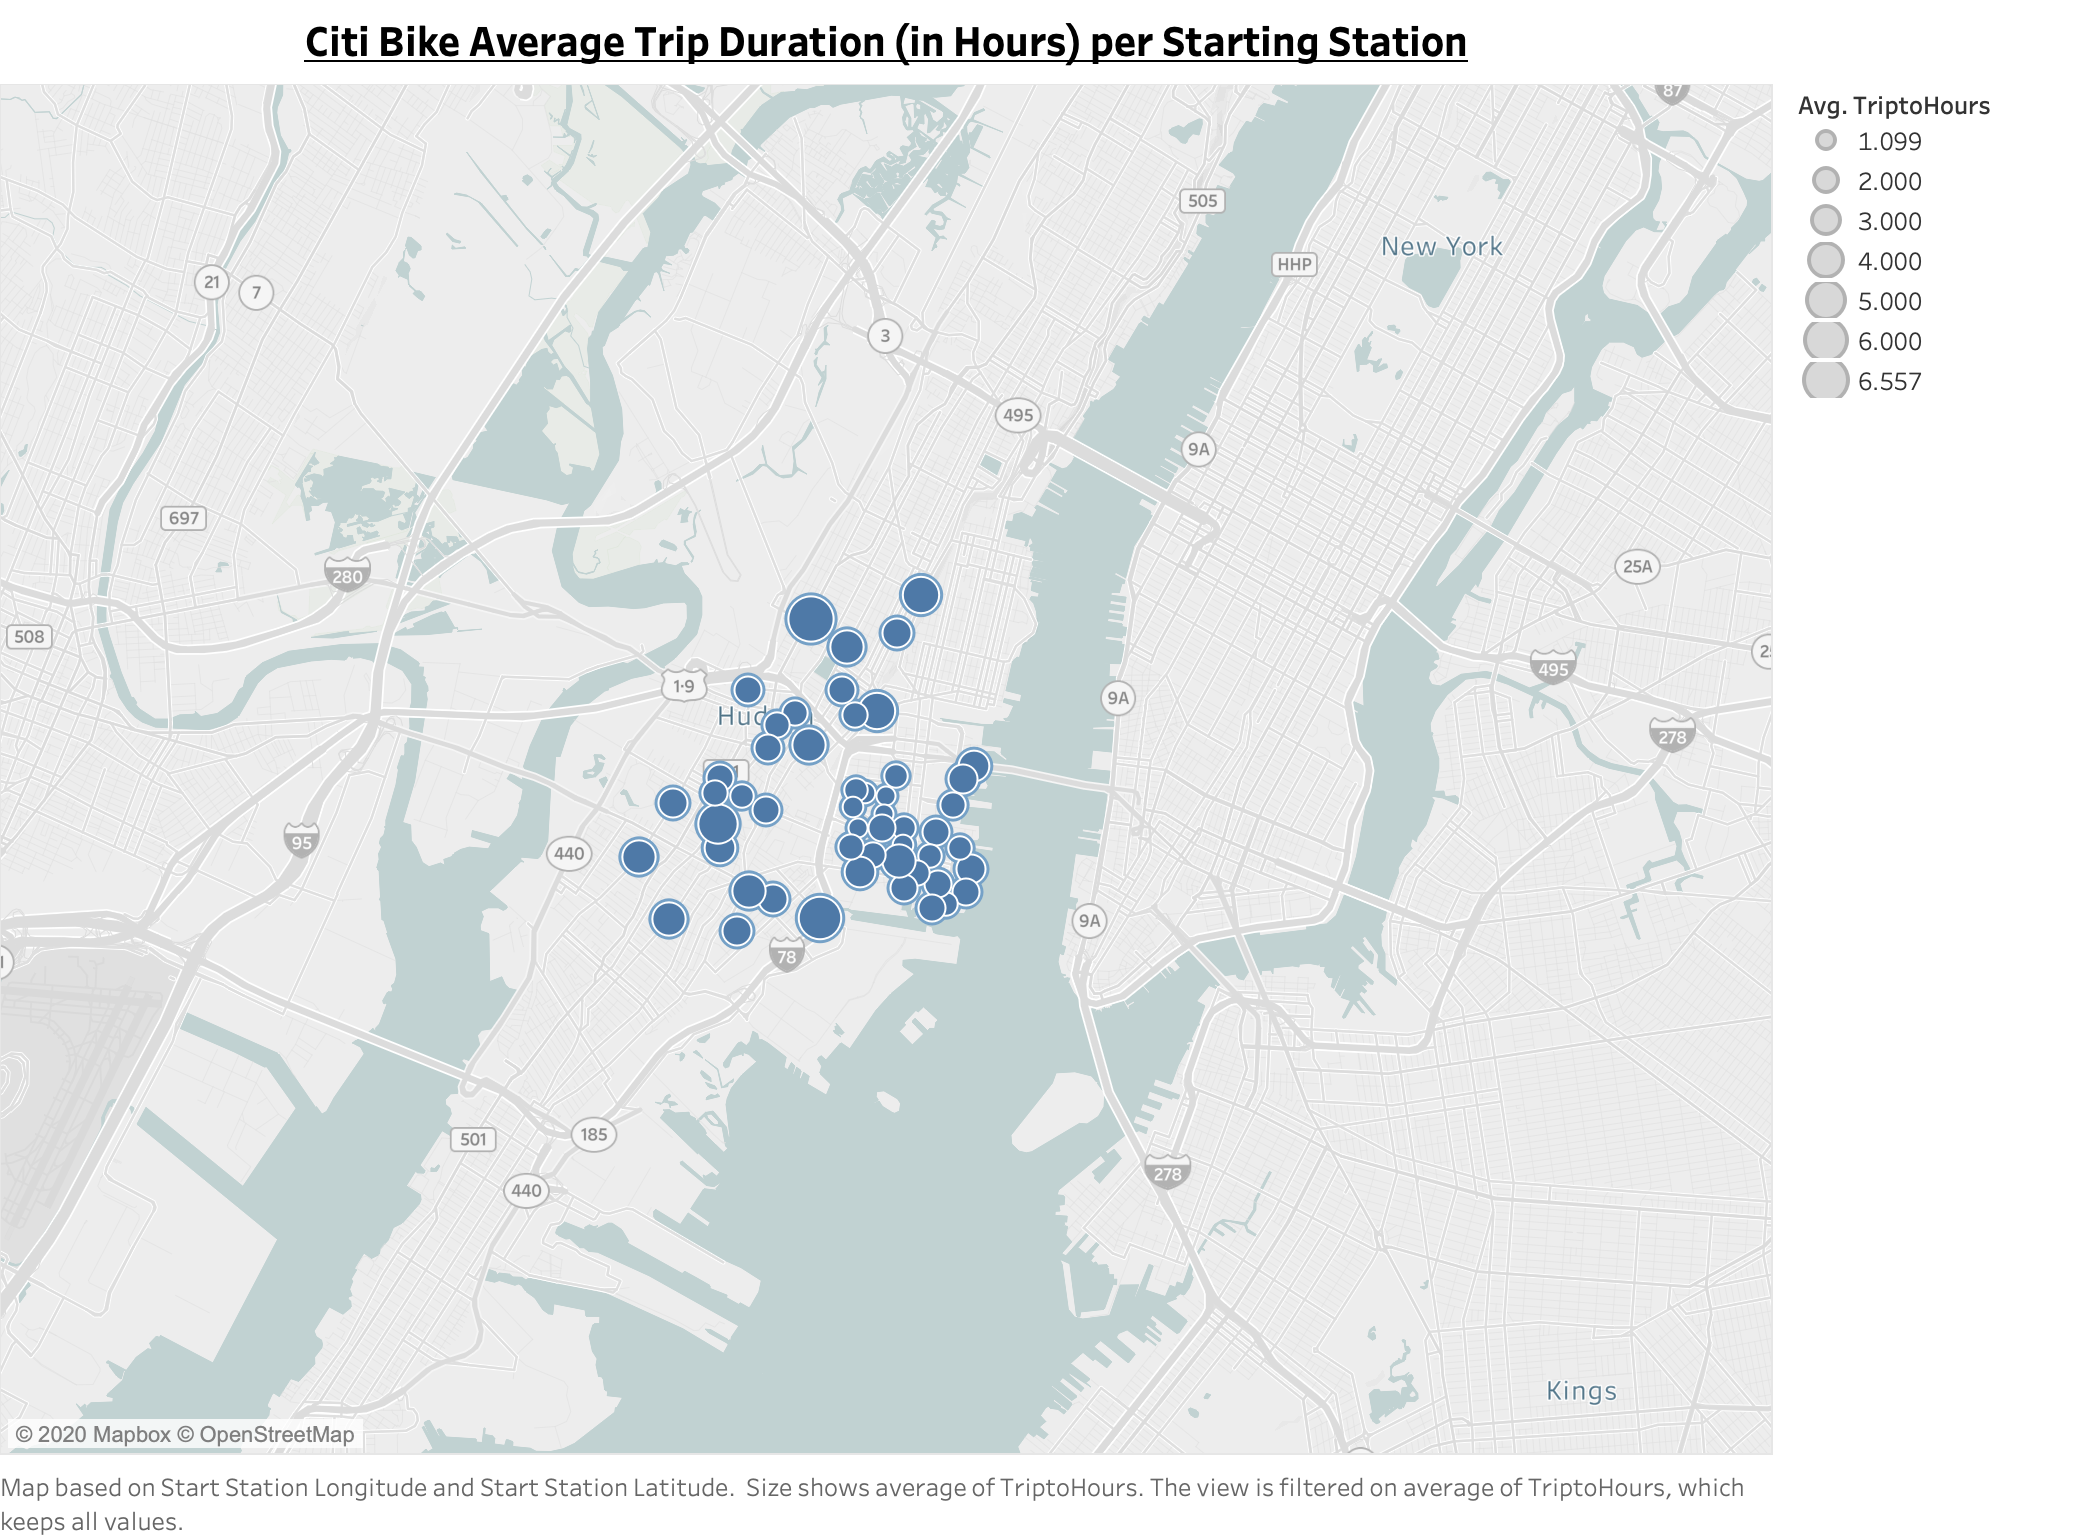 Citi Bike Average Trip Duration (in Hours) per Starting Station
Avg. TriptoHours
1.099
2.000
3.000
4.000
5.000
6.000
6.557
87
505
New York
HHP
21
7
3
495
9A
697
25A
280
508
495
1·9
9A
278
Hud
95
440
9A
78
501
185
440
278
Kings
© 2020 Mapbox © OpenStreetMap
Map based on Start Station Longitude and Start Station Latitude.  Size shows average of TriptoHours. The view is filtered on average of TriptoHours, which
keeps all values.